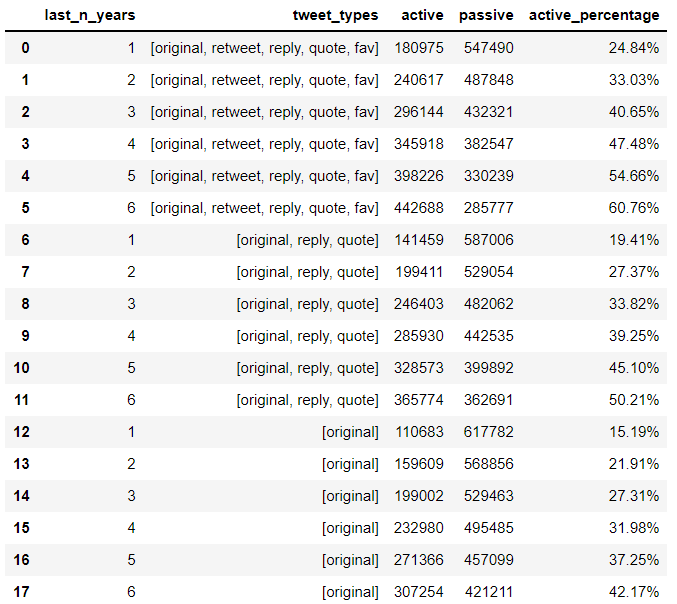 last_n_years tweet_types active passive active_percentage
0 1 [original, retweet, reply, quote, fav] 180975 547490 24.84%
1 2 [original, retweet, reply, quote, fav] 240617 487848 33.03%
2 3 [original, retweet, reply, quote, fav] 296144 432321 40.65%
3 4 [original, retweet, reply, quote, fav] 345918 382547 47.48%
4 5 [original, retweet, reply, quote, fav] 398226 330239 54.66%
5 6 [original, retweet, reply, quote, fav] 442688 285777 60.76%
6 1 [original, reply, quote] 141459 587006 19.41%
7 2 [original, reply, quote] 199411 529054 27.37%
8 3 [original, reply, quote] 246403 482062 33.82%
9 4 [original, reply, quote] 285930 442535 39.25%
10 5 [original, reply, quote] 328573 399892 45.10%
11 6 [original, reply, quote] 365774 362691 50.21%
12 1 [original] 110683 617782 15.19%
13 2 [original] 159609 568856 21.91%
14 3 [original] 199002 529463 27.31%
15 4 [original] 232980 495485 31.98%
16 5 [original] 271366 457099 37.25%
17 6 [original] 307254 421211 42.17%